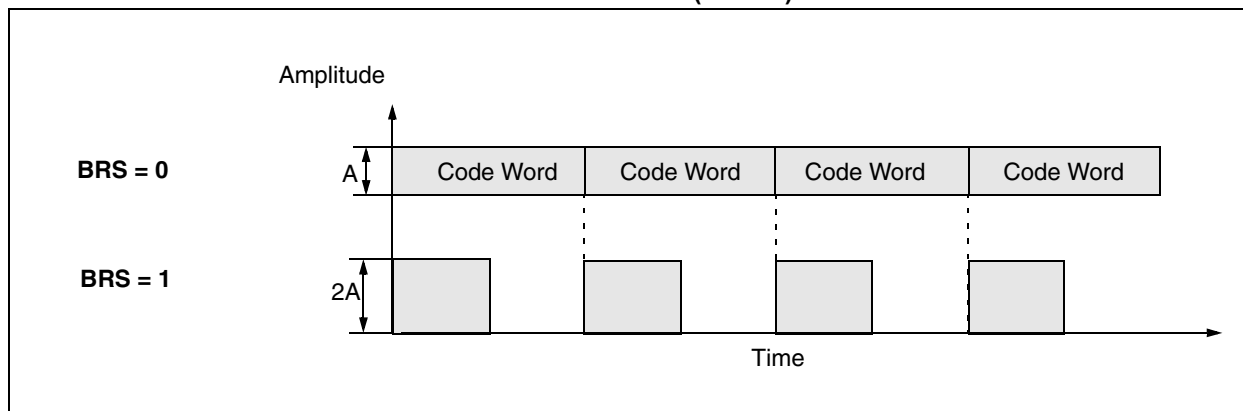 Amplitude
BRS = 0
A
Code Word
Code Word
Code Word
Code Word
BRS = 1
2A
Time